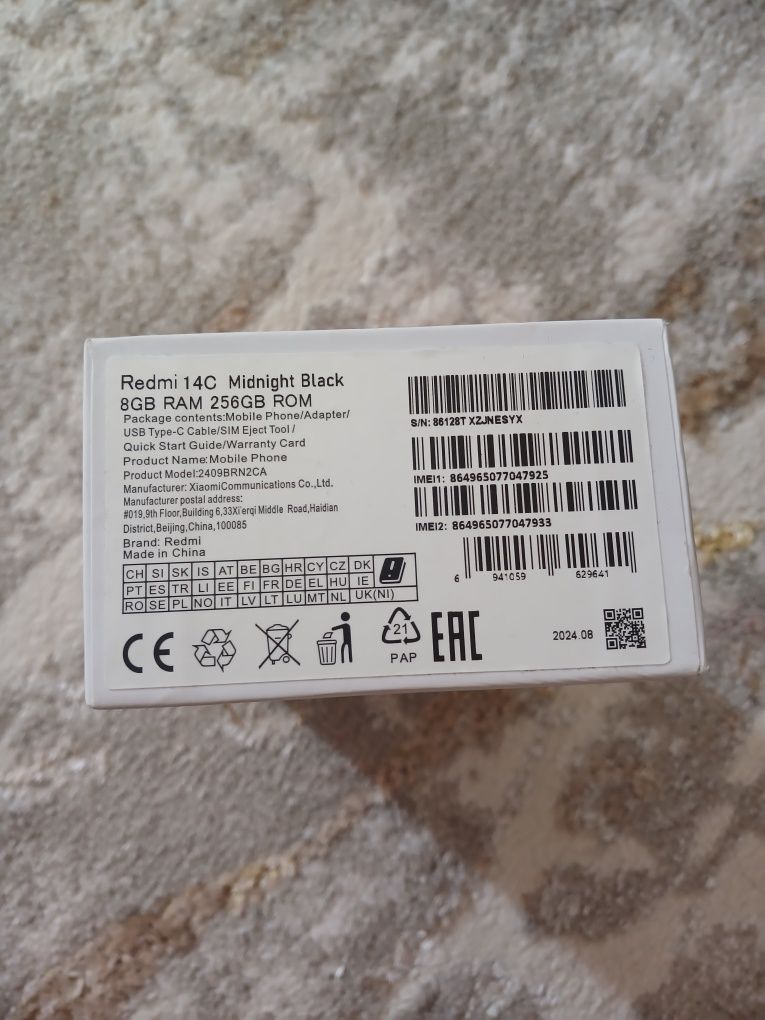 Redmi 14C Midnight Black
8GB RAM 256GB ROM
Package contents:Mobile Phone/Adapter/
USB Type-C Cable/SIM Eject Tool/
Quick Start Guide/Warranty Card
Product Name:Mobile Phone
Product Model:2409BRN2CA
Manufacturer: XiaomiCommunications Co.,Ltd.
Manufacturer postal address:
#019,9th Floor,Building 6,33Xi'erqi Middle Road,Haidian
District,Beijing,China,100085
Brand: Redmi
Made in China
CH SI SK IS AT BE BG HR CY CZ DK
PT ES TR LI EE FI FR DE EL HU IE
RO SE PL NO IT LV LT LU MT NL UK(NI)
CE
21
PAP
EAC
S/N: 86128T XZJNESYX
IMEI1: 864965077047925
IMEI2: 864965077047933
6 941059 629641
2024.08